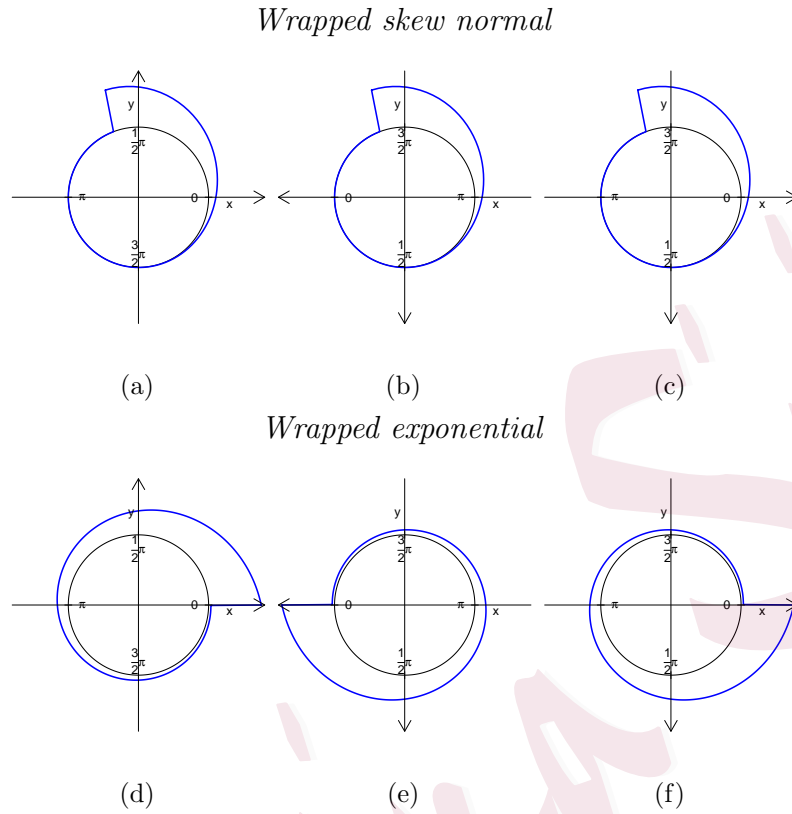 Wrapped skew normal
y y y
1/2 π 3/2 π 3/2 π
π 0 x 0 π x π 0 x
3/2 π 1/2 π 1/2 π
(a) (b) (c)
Wrapped exponential
y y y
1/2 π 3/2 π 3/2 π
π 0 x 0 π x π 0 x
3/2 π 1/2 π 1/2 π
(d) (e) (f)